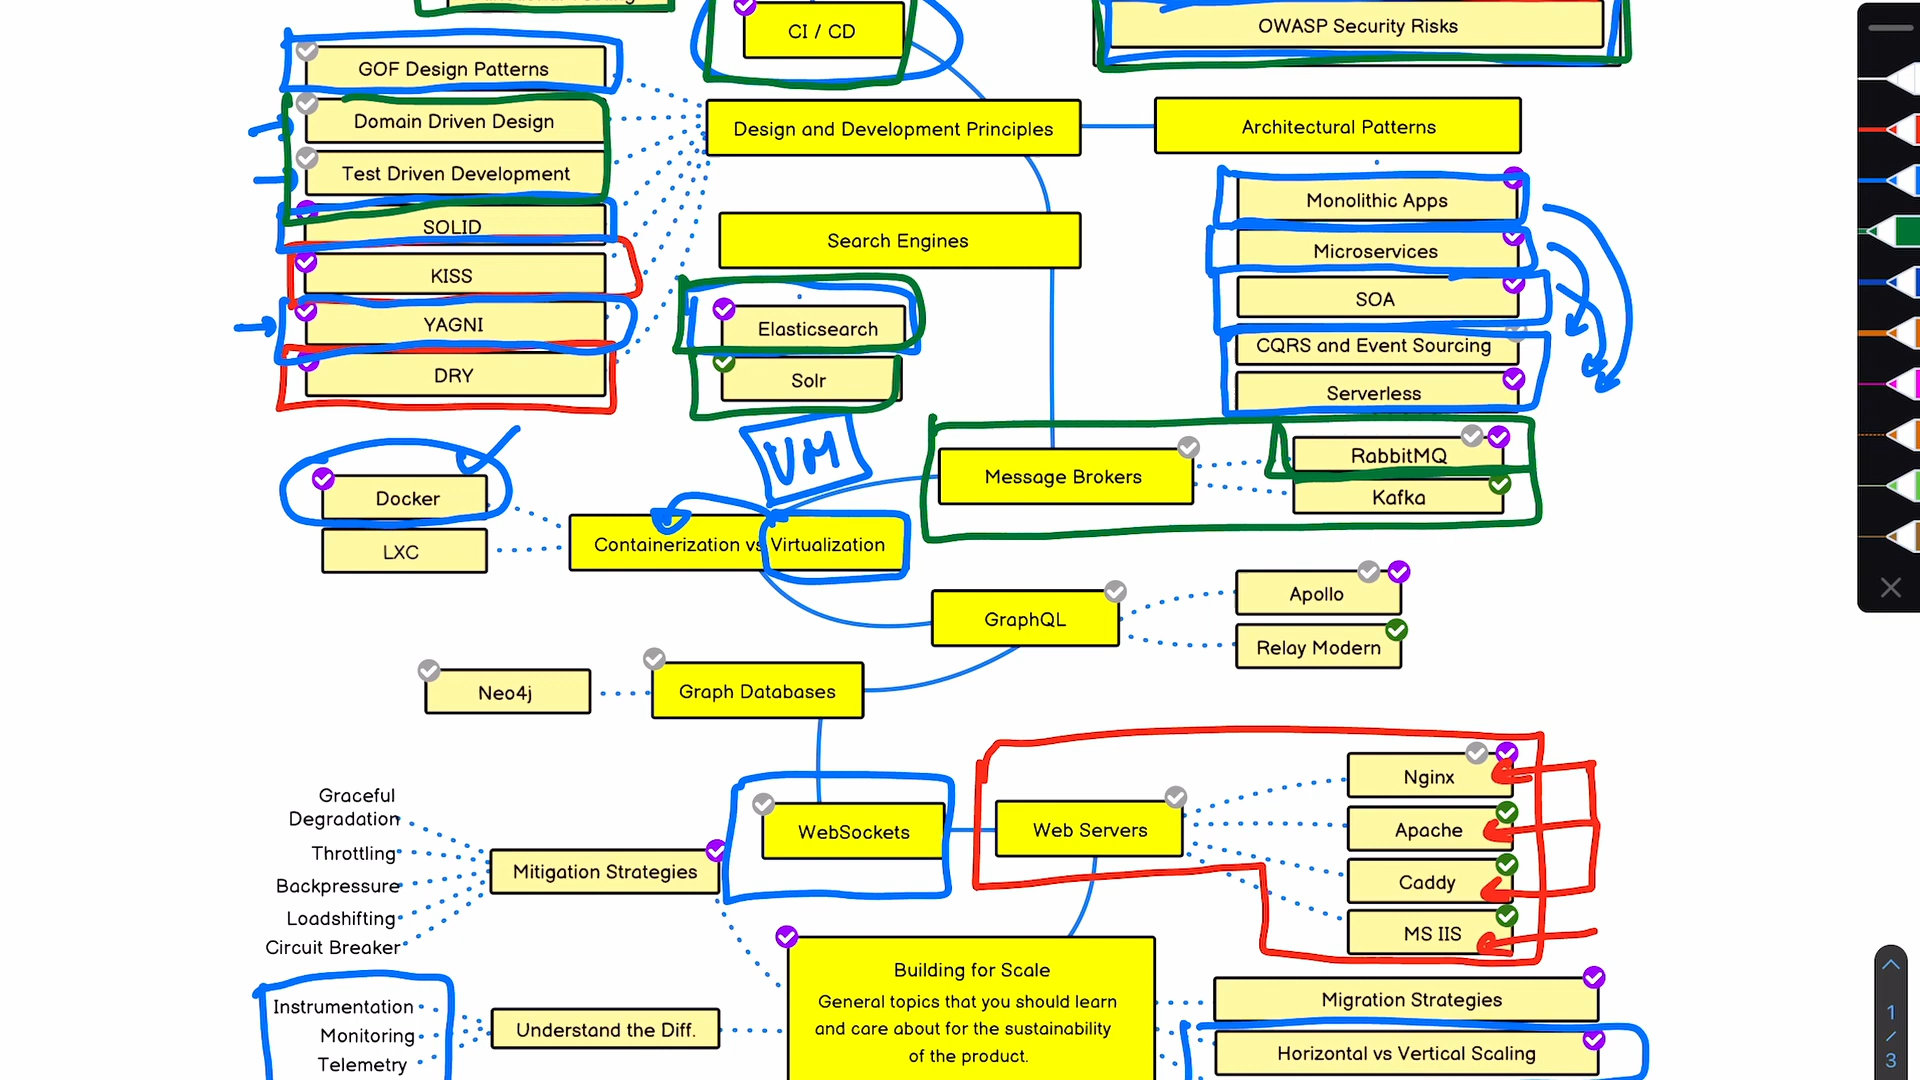 CI / CD
OWASP Security Risks
GOF Design Patterns
Domain Driven Design
Test Driven Development
SOLID
KISS
YAGNI
DRY
Design and Development Principles
Architectural Patterns
Search Engines
Elasticsearch
Solr
Monolithic Apps
Microservices
SOA
CQRS and Event Sourcing
Serverless
VM
Message Brokers
RabbitMQ
Kafka
Docker
LXC
Containerization vs Virtualization
GraphQL
Apollo
Relay Modern
Graph Databases
Neo4j
WebSockets
Web Servers
Nginx
Apache
Caddy
MS IIS
Graceful
Degradation
Throttling
Backpressure
Loadshifting
Circuit Breaker
Mitigation Strategies
Building for Scale
General topics that you should learn
and care about for the sustainability
of the product.
Instrumentation
Monitoring
Telemetry
Understand the Diff.
Migration Strategies
Horizontal vs Vertical Scaling
1
/
3